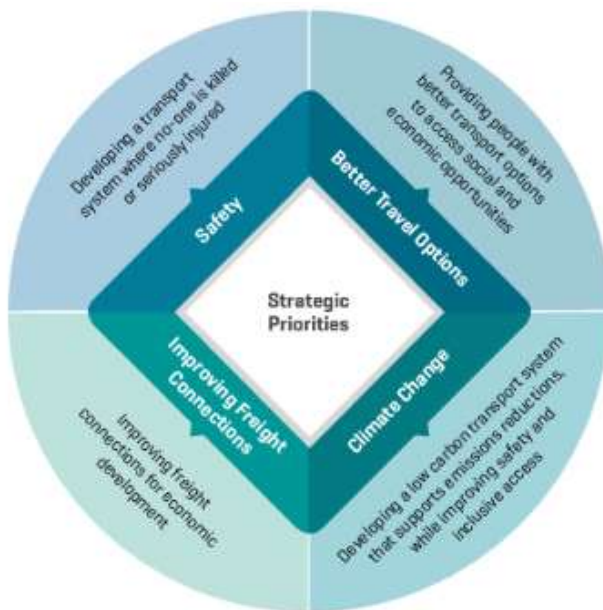 Developing a transport
system where no-one is killed
or seriously injured
Safety
Providing people with
better transport options
to access social and
economic opportunities
Better Travel Options
Strategic
Priorities
Improving Freight
Connections
Improving freight
connections for economic
development
Climate Change
Developing a low carbon transport system
that supports emissions reductions,
while improving safety and
inclusive access